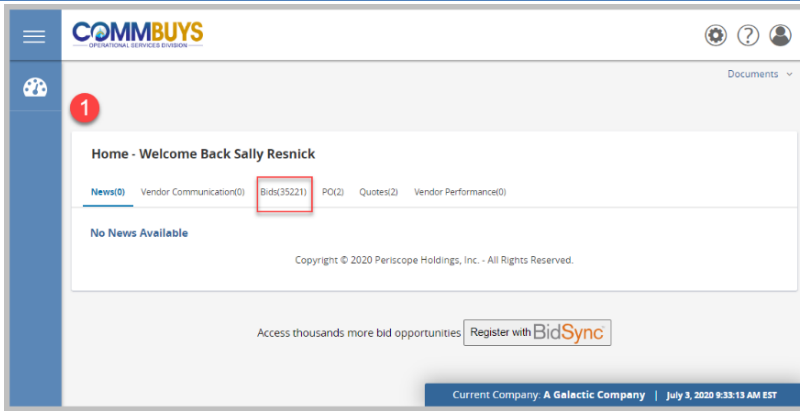 COMMBUYS
OPERATIONAL SERVICES DIVISION
Documents
1
Home - Welcome Back Sally Resnick
News(0) Vendor Communication(0) Bids(35221) PO(2) Quotes(2) Vendor Performance(0)
No News Available
Copyright © 2020 Periscope Holdings, Inc. - All Rights Reserved.
Access thousands more bid opportunities Register with BidSync
Current Company: A Galactic Company | July 3, 2020 9:33:13 AM EST